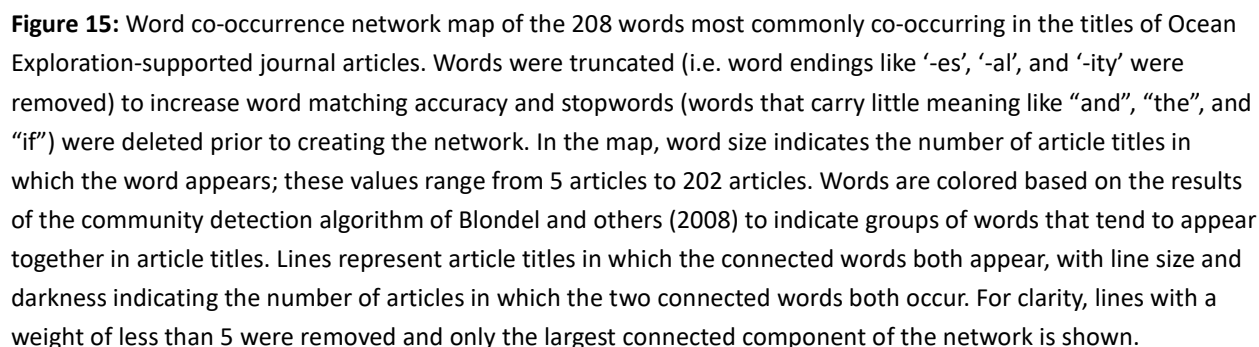 Figure 15: Word co-occurrence network map of the 208 words most commonly co-occurring in the titles of Ocean
Exploration-supported journal articles. Words were truncated (i.e. word endings like ‘-es’, ‘-al’, and ‘-ity’ were
removed) to increase word matching accuracy and stopwords (words that carry little meaning like “and”, “the”, and
“if”) were deleted prior to creating the network. In the map, word size indicates the number of article titles in
which the word appears; these values range from 5 articles to 202 articles. Words are colored based on the results
of the community detection algorithm of Blondel and others (2008) to indicate groups of words that tend to appear
together in article titles. Lines represent article titles in which the connected words both appear, with line size and
darkness indicating the number of articles in which the two connected words both occur. For clarity, lines with a
weight of less than 5 were removed and only the largest connected component of the network is shown.